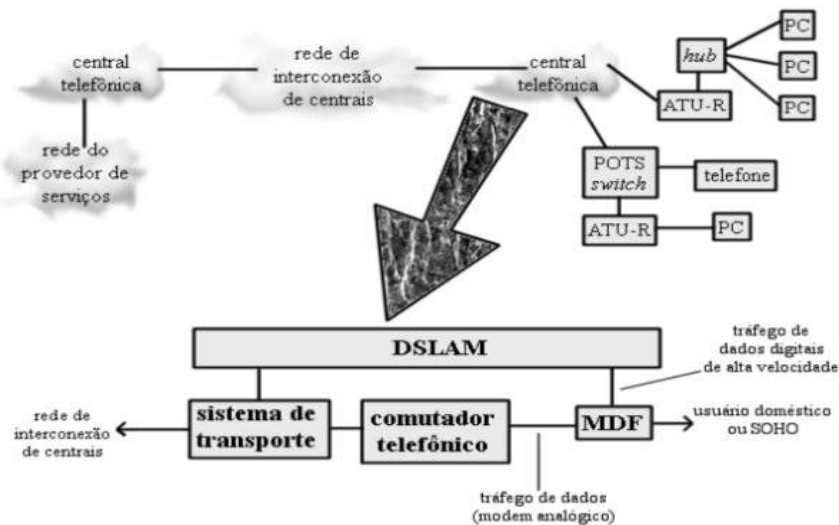 central
telefônica
rede de
interconexão
de centrais
central
telefônica
hub
PC
PC
PC
ATU-R
rede do
provedor de
serviços
POTS
switch
telefone
ATU-R
PC
DSLAM
tráfego de
dados digitais
de alta velocidade
rede de
interconexão
de centrais
sistema de
transporte
comutador
telefônico
MDF
usuário doméstico
ou SOHO
tráfego de dados
(modem analógico)